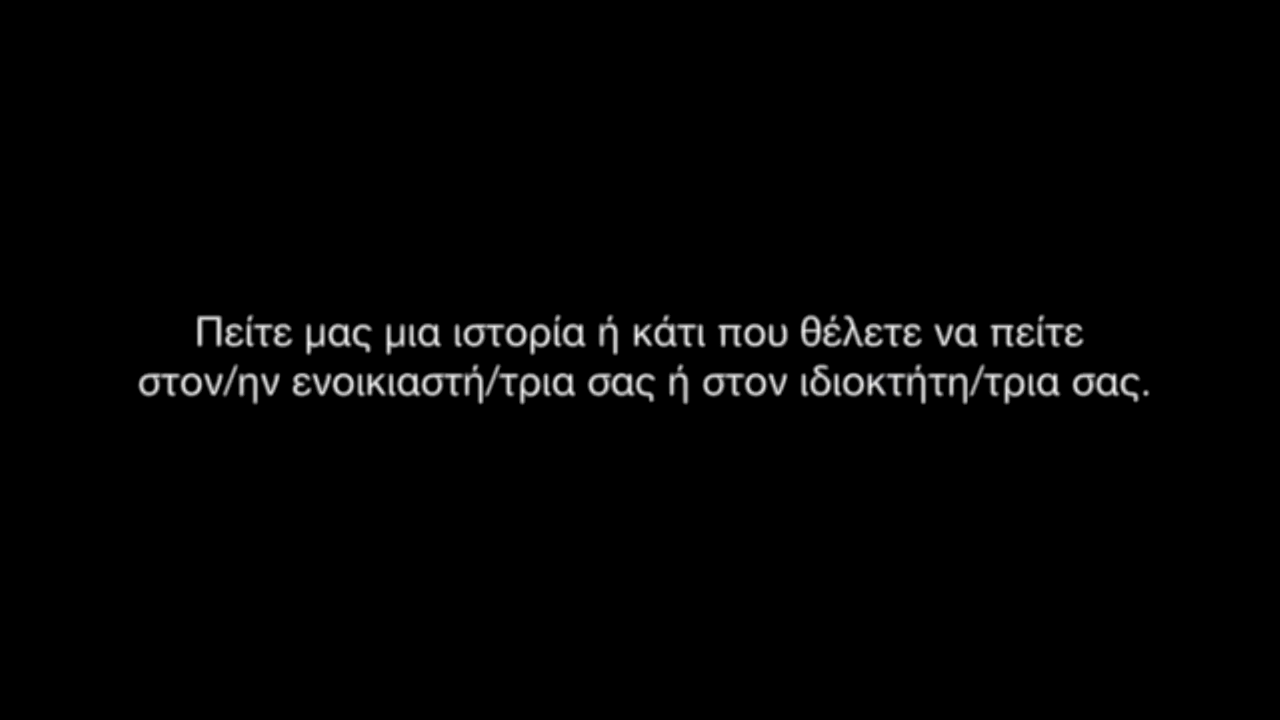 Πείτε μας μια ιστορία ή κάτι που θέλετε να πείτε
στον/ην ενοικιαστή/τρια σας ή στον ιδιοκτήτη/τρια σας.